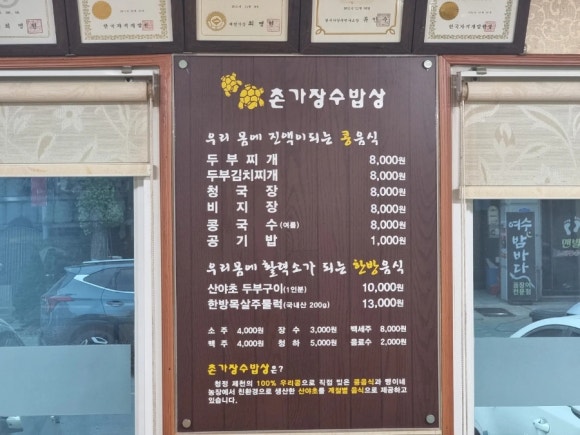 촌가장수밥상
우리 몸에 진액이되는 콩음식
두부찌개 8,000원
두부김치찌개 8,000원
청국장 8,000원
비지장 8,000원
콩국수(여름) 8,000원
공기밥 1,000원
우리몸에 활력소가 되는 한방음식
산야초 두부구이(1인분) 10,000원
한방목살주물럭(국내산 200g) 13,000원
소주 4,000원 장수 3,000원 백세주 8,000원
맥주 4,000원 청하 5,000원 음료수 2,000원
촌가장수밥상은?
청정 제천의 100% 우리콩으로 직접 빚은 콩음식과 쨩이네
농장에서 친환경으로 생산한 산야초를 계절별 음식으로 제공하고
있습니다.
여수
밤바다